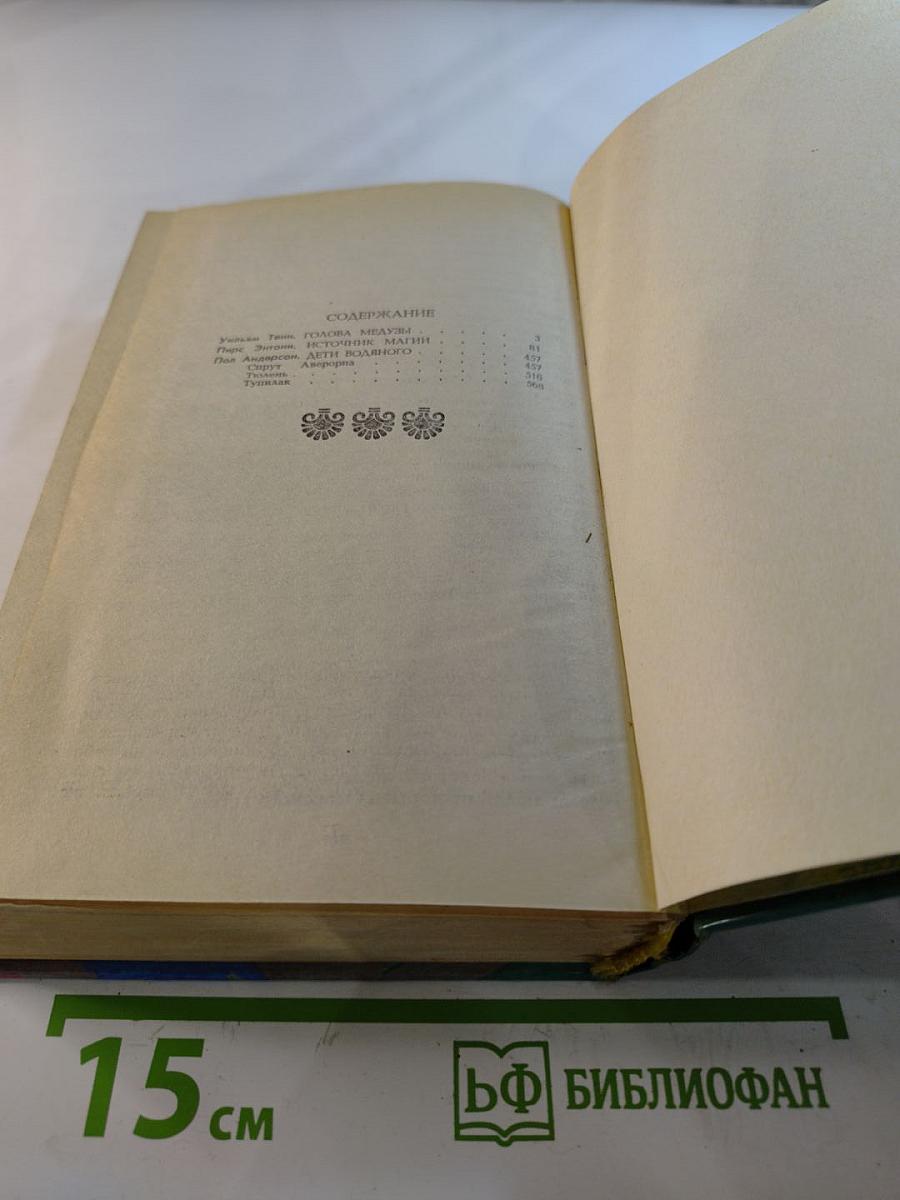 СОДЕРЖАНИЕ
Уильям Тенн. ГОЛОВА МЕДУЗЫ . . . . 3
Пирс Энтони. ИСТОЧНИК МАГИИ . . . . 81
Пол Андерсон. ДЕТИ ВОДЯНОГО . . . . 457
Спрут Аверорна . . . . . . 457
Тюлень . . . . . . . . 516
Тупилак . . . . . . . . 568
15 см
ЬФ БИБЛИОФАН